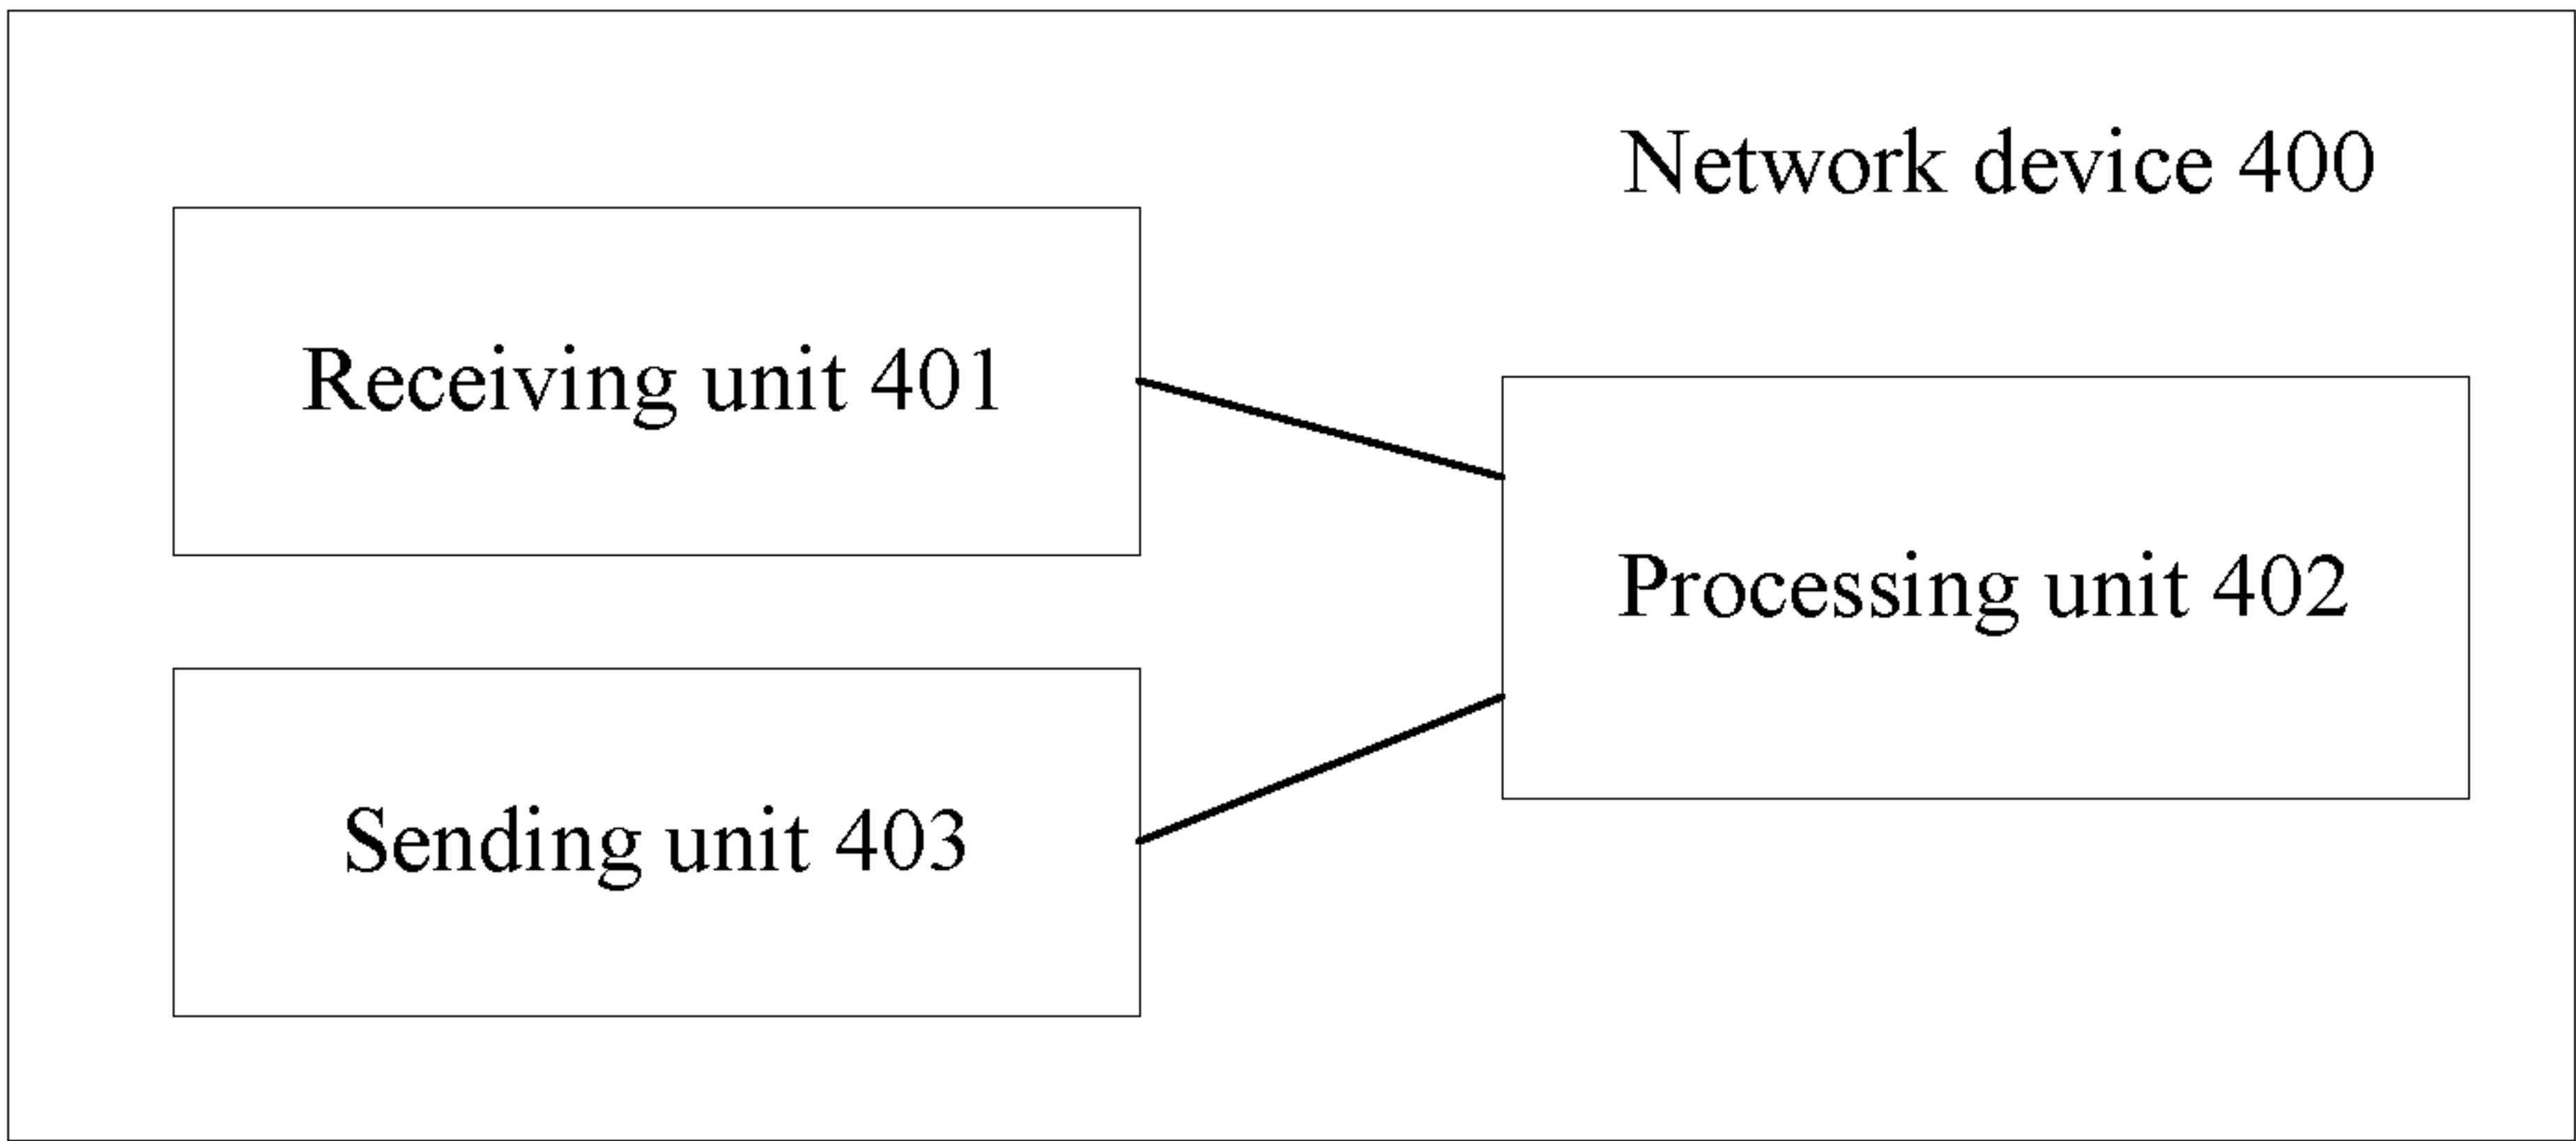 Network device 400
Receiving unit 401
Processing unit 402
Sending unit 403